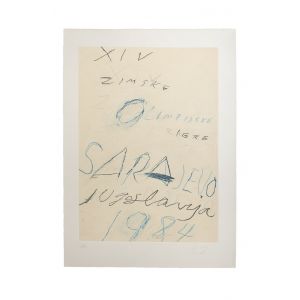 XIV
ZIMSKE
OLIMPIJSKE
IGRE
SARAJEVO
Jugoslavija
1984